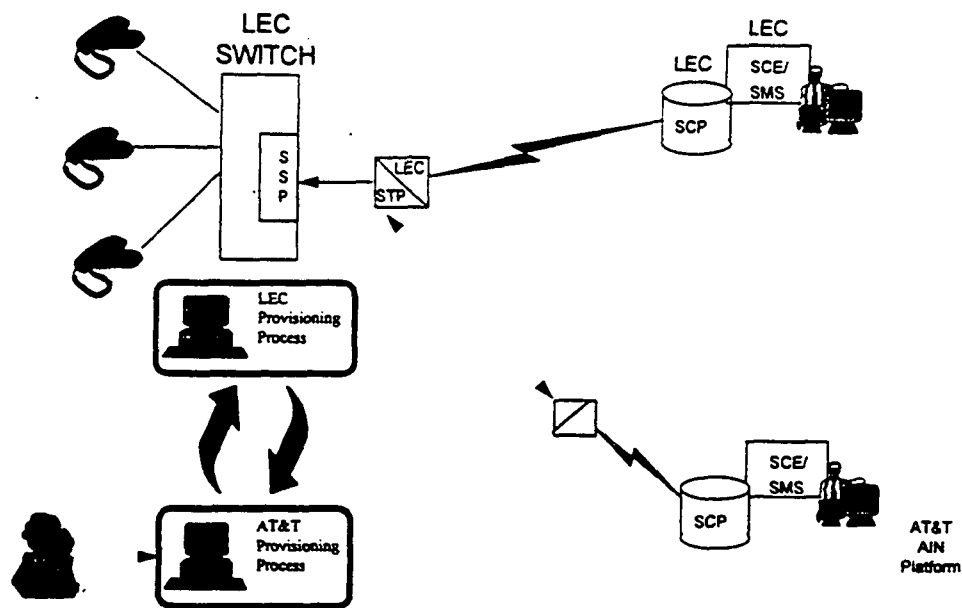 LEC
SWITCH
S
S
P
LEC
STP
LEC
SCP
LEC
SCE/
SMS
LEC
Provisioning
Process
AT&T
Provisioning
Process
SCP
SCE/
SMS
AT&T
AIN
Platform